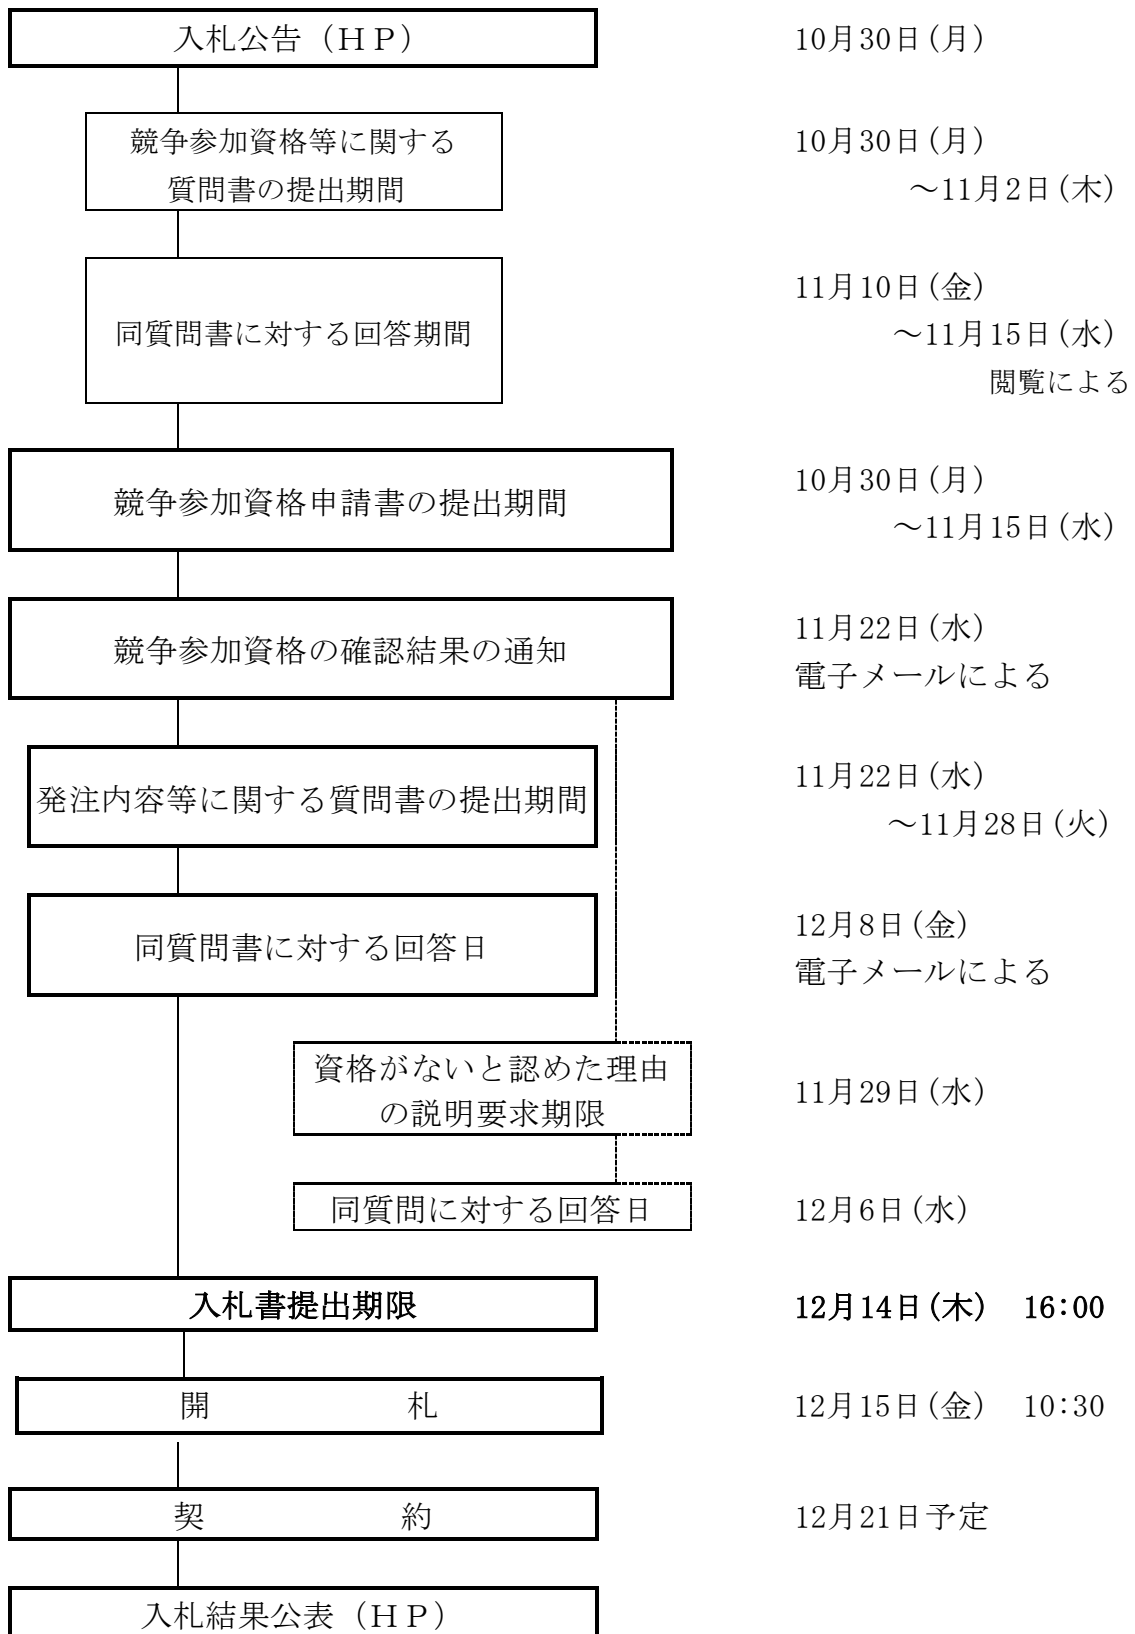 入札公告（ＨＰ） 10月30日(月)
競争参加資格等に関する 10月30日(月)
質問書の提出期間 ～11月2日(木)
11月10日(金)
同質問書に対する回答期間 ～11月15日(水)
閲覧による
競争参加資格申請書の提出期間 10月30日(月)
～11月15日(水)
競争参加資格の確認結果の通知 11月22日(水)
電子メールによる
発注内容等に関する質問書の提出期間 11月22日(水)
～11月28日(火)
同質問書に対する回答日 12月8日(金)
電子メールによる
資格がないと認めた理由
の説明要求期限 11月29日(水)
同質問に対する回答日 12月6日(水)
入札書提出期限 12月14日(木) 16:00
開 札 12月15日(金) 10:30
契 約 12月21日予定
入札結果公表（ＨＰ）